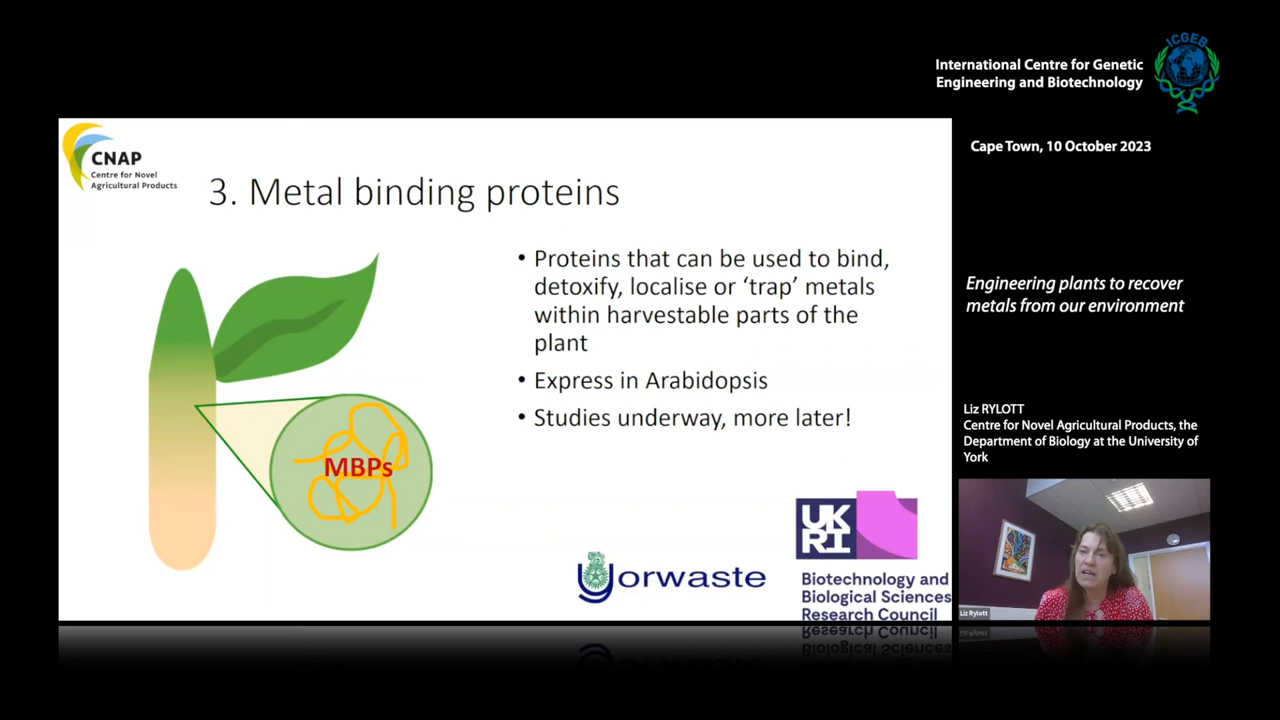 International Centre for Genetic
Engineering and Biotechnology
ICGEB
CNAP
Centre for Novel
Agricultural Products
Cape Town, 10 October 2023
3. Metal binding proteins
• Proteins that can be used to bind,
detoxify, localise or ‘trap’ metals
within harvestable parts of the
plant
• Express in Arabidopsis
• Studies underway, more later!
MBPs
Engineering plants to recover
metals from our environment
Liz RYLOTT
Centre for Novel Agricultural Products, the
Department of Biology at the University of
York
UK
RI
Yorwaste
Biotechnology and
Biological Sciences
Research Council
Liz Rylott